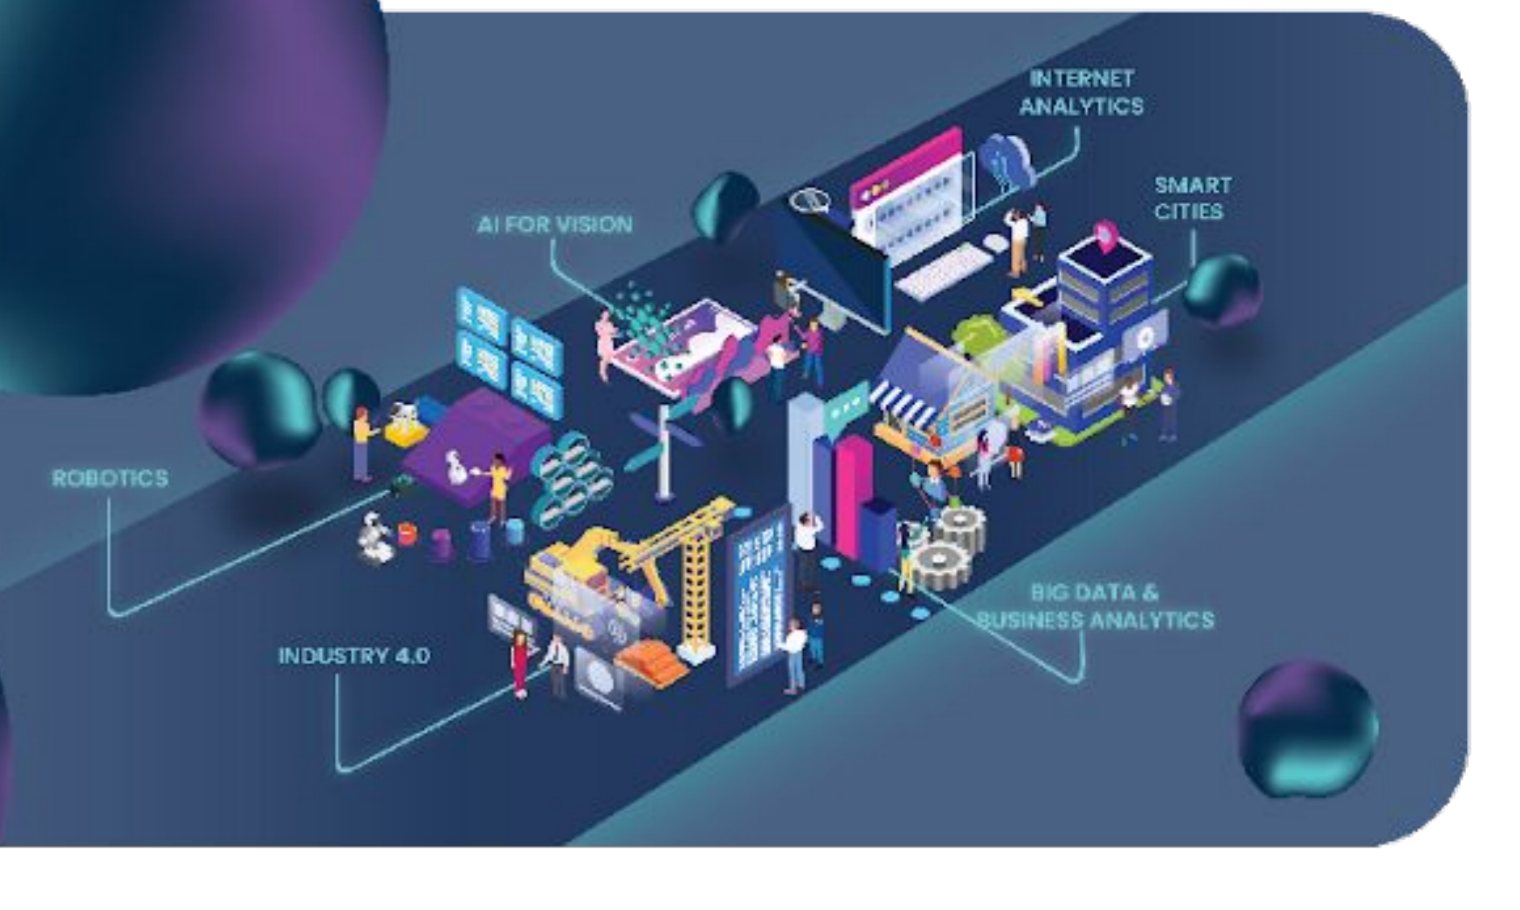 INTERNET
ANALYTICS
SMART
CITIES
AI FOR VISION
ROBOTICS
BIG DATA &
BUSINESS ANALYTICS
INDUSTRY 4.0